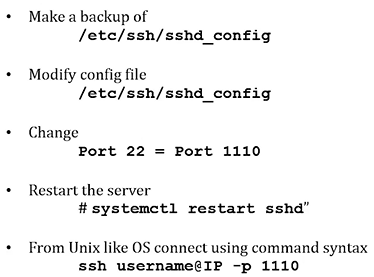 • Make a backup of
/etc/ssh/sshd_config
• Modify config file
/etc/ssh/sshd_config
• Change
Port 22 = Port 1110
• Restart the server
# systemctl restart sshd”
• From Unix like OS connect using command syntax
ssh username@IP -p 1110